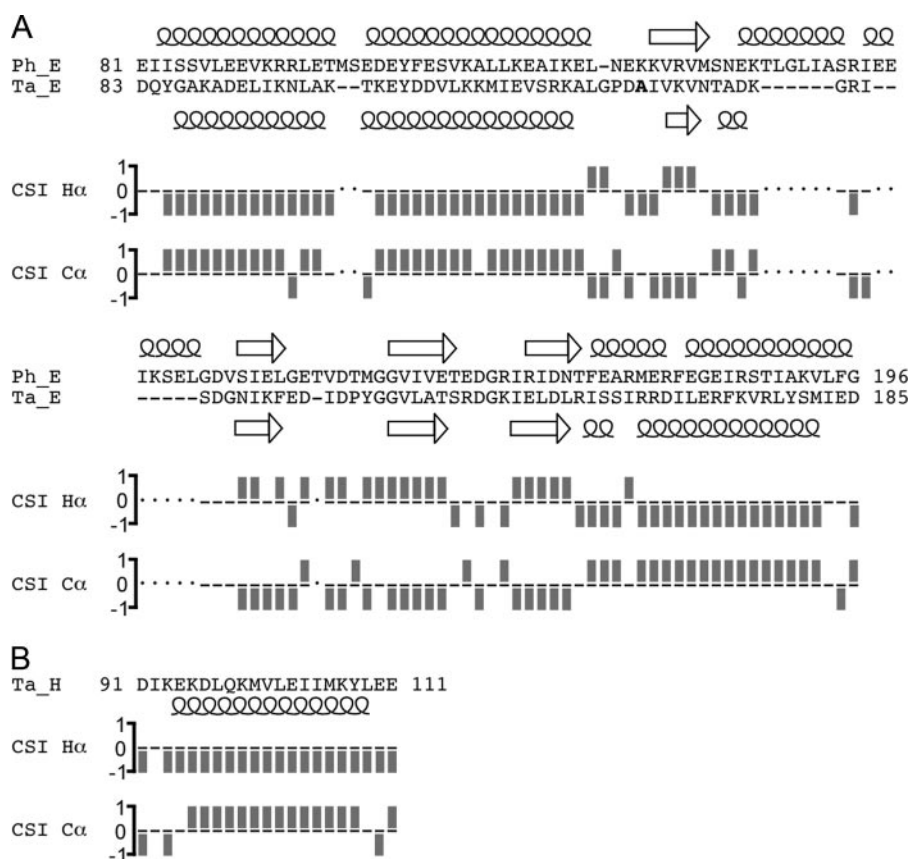 A
Ph_E 81 EIISSVLEEVKRRLETMSEDEYFESVKALLKEAIKEL-NEKKVRVMSNEKTLGLIASRIEE
Ta_E 83 DQYGAKADELIKNLAK--TKEYDDVLKKMIEVSRKALGPDAIVKVNTADK------GRI--
1
CSI Hα 0
-1
1
CSI Cα 0
-1
Ph_E IKSELGDVSIELGETVDTMGGVIVETEDGRIRIDNTFEARMERFEGEIRSTIAKVLFG 196
Ta_E -----SDGNIKFED-IDPYGGVLATSRDGKIELDLRISSIRRDILERFKVRLYSMIED 185
1
CSI Hα 0
-1
1
CSI Cα 0
-1
B
Ta_H 91 DIKEKDLQKMVLEIIMKYLEE 111
1
CSI Hα 0
-1
1
CSI Cα 0
-1